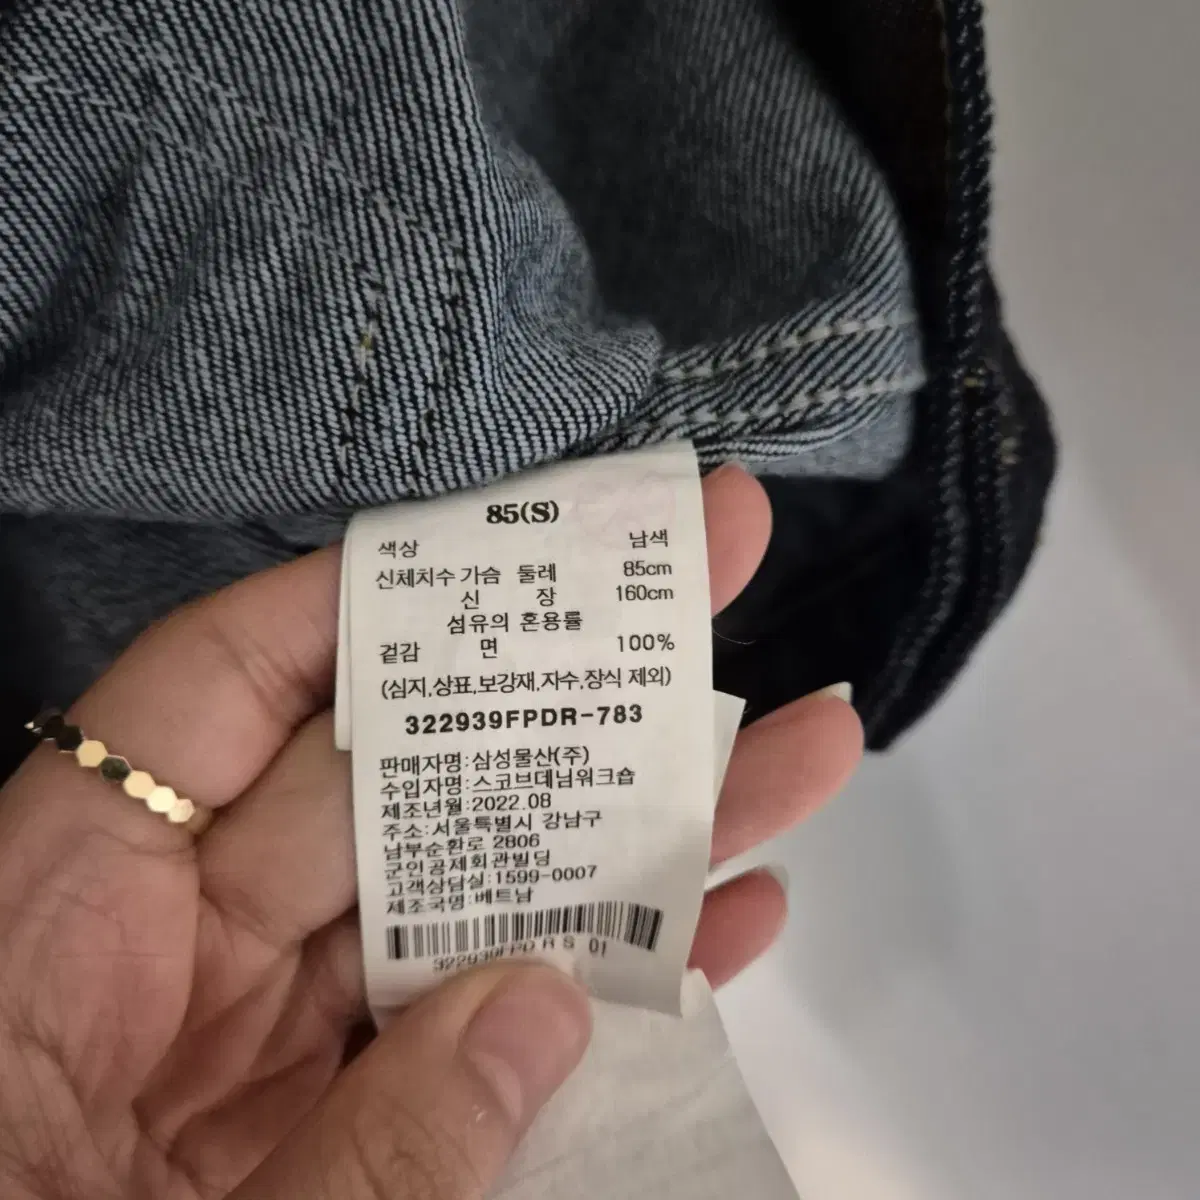 85(S)
색상 남색
신체치수 가슴 둘레 85cm
신 장 160cm
섬유의 혼용률
겉감 면 100%
(심지,상표,보강재,자수,장식 제외)
322939FPDR-783
판매자명:삼성물산(주)
수입자명:스코브데님워크숍
제조년월:2022.08
주소:서울특별시 강남구
남부순환로 2806
군인공제회관빌딩
고객상담실:1599-0007
제조국명:베트남
322939FPD R S 01